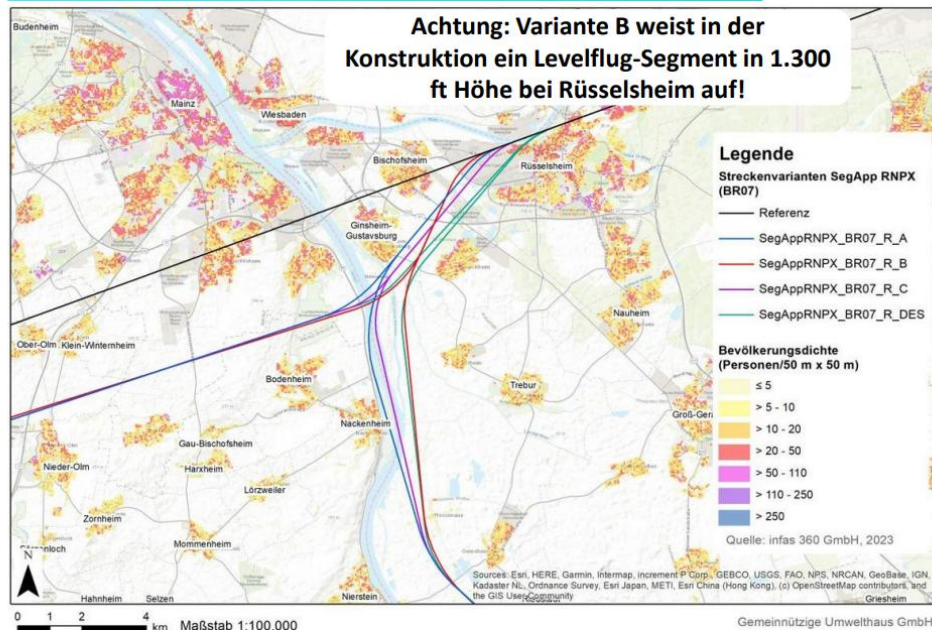 Achtung: Variante B weist in der
Konstruktion ein Levelflug-Segment in 1.300
ft Höhe bei Rüsselsheim auf!
Budenheim
Mainz
Wiesbaden
Bischofsheim
Rüsselsheim
Ginsheim-
Gustavsburg
Ober-Olm
Klein-Winternheim
Nauheim
Bodenheim
Trebur
Nackenheim
Groß-Gera
Gau-Bischofsheim
Nieder-Olm
Harxheim
Lörzweiler
Zornheim
Mommenheim
Nierstein
Hahnheim
Selzen
Griesheim
N
Legende
Streckenvarianten SegApp RNPX
(BR07)
Referenz
SegAppRNPX_BR07_R_A
SegAppRNPX_BR07_R_B
SegAppRNPX_BR07_R_C
SegAppRNPX_BR07_R_DES
Bevölkerungsdichte
(Personen/50 m x 50 m)
≤ 5
> 5 - 10
> 10 - 20
> 20 - 50
> 50 - 110
> 110 - 250
> 250
Quelle: infas 360 GmbH, 2023
Sources: Esri, HERE, Garmin, Intermap, increment P Corp., GEBCO, USGS, FAO, NPS, NRCAN, GeoBase, IGN,
Kadaster NL, Ordnance Survey, Esri Japan, METI, Esri China (Hong Kong), (c) OpenStreetMap contributors, and
the GIS User Community
0 1 2 4 km
Maßstab 1:100.000
Gemeinnützige Umwelthaus GmbH